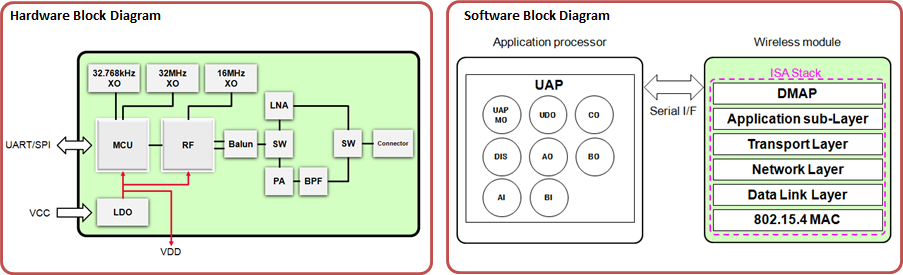 Hardware Block Diagram
32.768kHz
XO
32MHz
XO
16MHz
XO
LNA
UART/SPI
MCU
RF
Balun
SW
SW
Connector
PA
BPF
VCC
LDO
VDD
Software Block Diagram
Application processor
Wireless module
UAP
UAP
MO
UDO
CO
DIS
AO
BO
AI
BI
Serial I/F
ISA Stack
DMAP
Application sub-Layer
Transport Layer
Network Layer
Data Link Layer
802.15.4 MAC